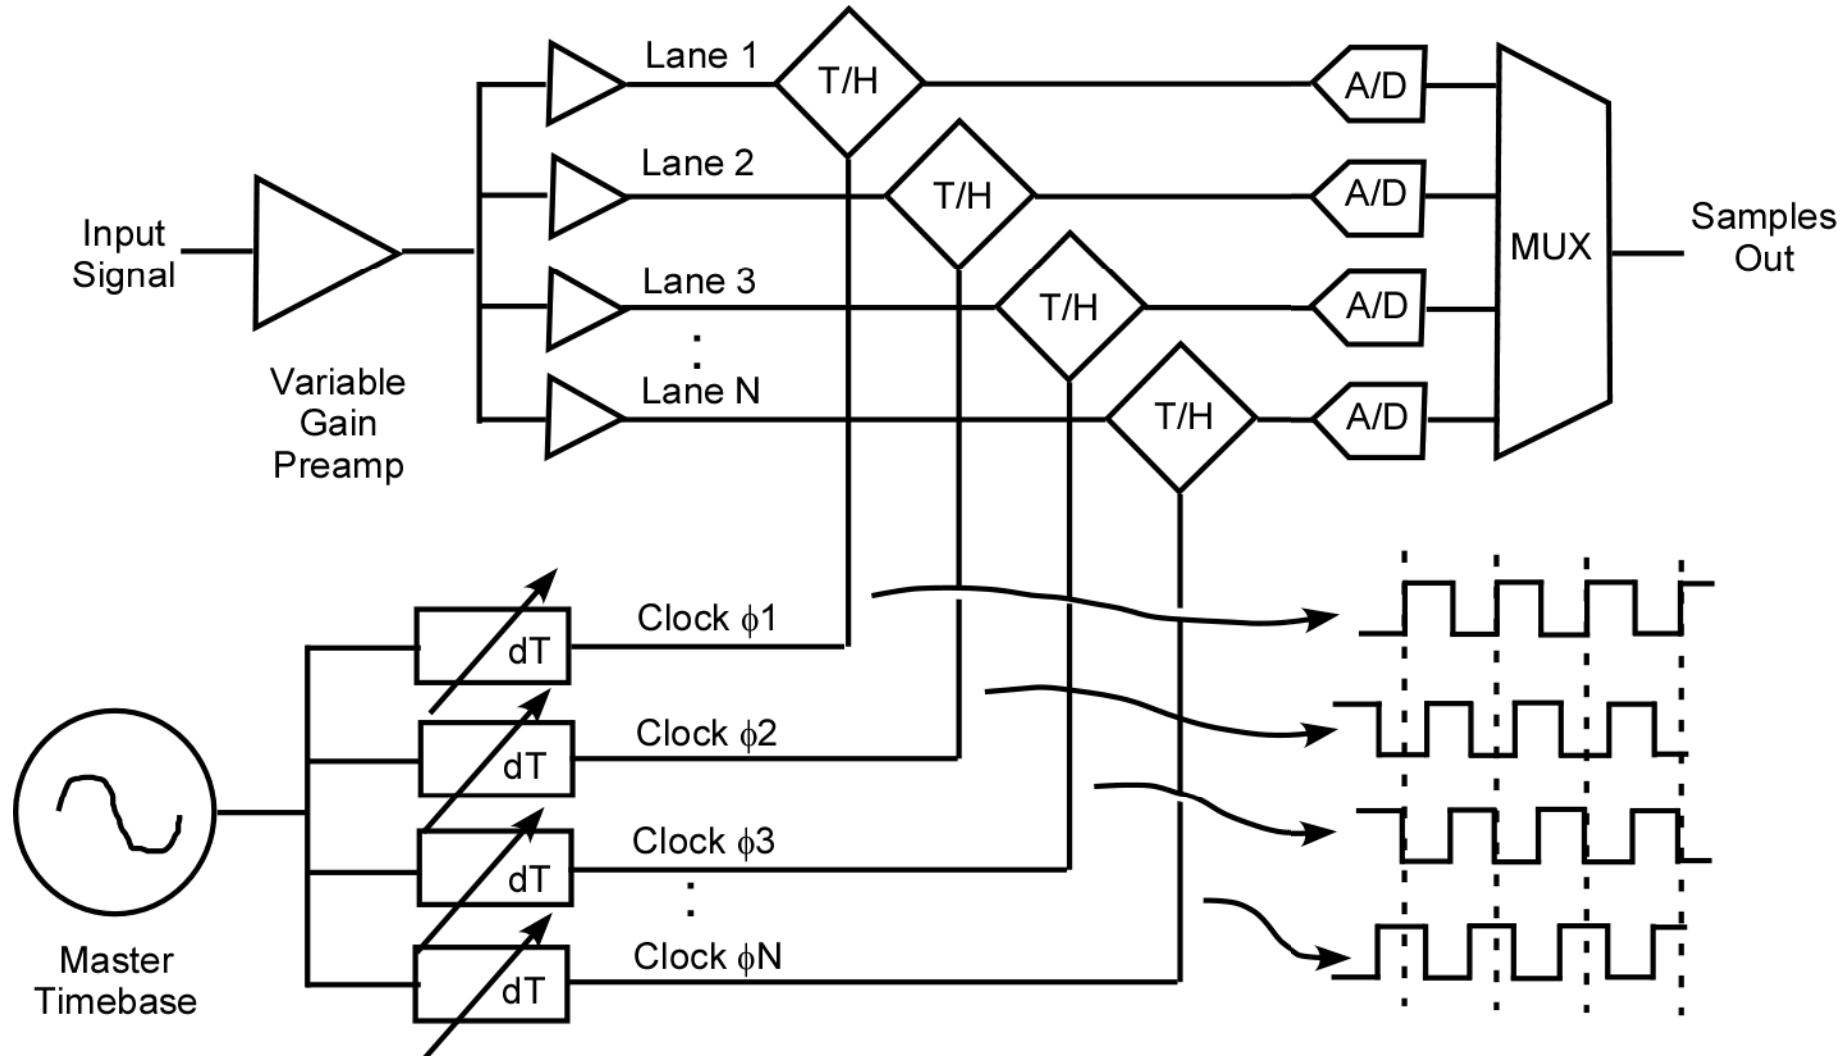 Lane 1
T/H
A/D
Lane 2
T/H
A/D
Input
Signal
Samples
Out
MUX
Lane 3
T/H
A/D
:
Lane N
T/H
A/D
Variable
Gain
Preamp
Clock ϕ1
dT
Clock ϕ2
dT
Clock ϕ3
dT
:
Clock ϕN
dT
Master
Timebase